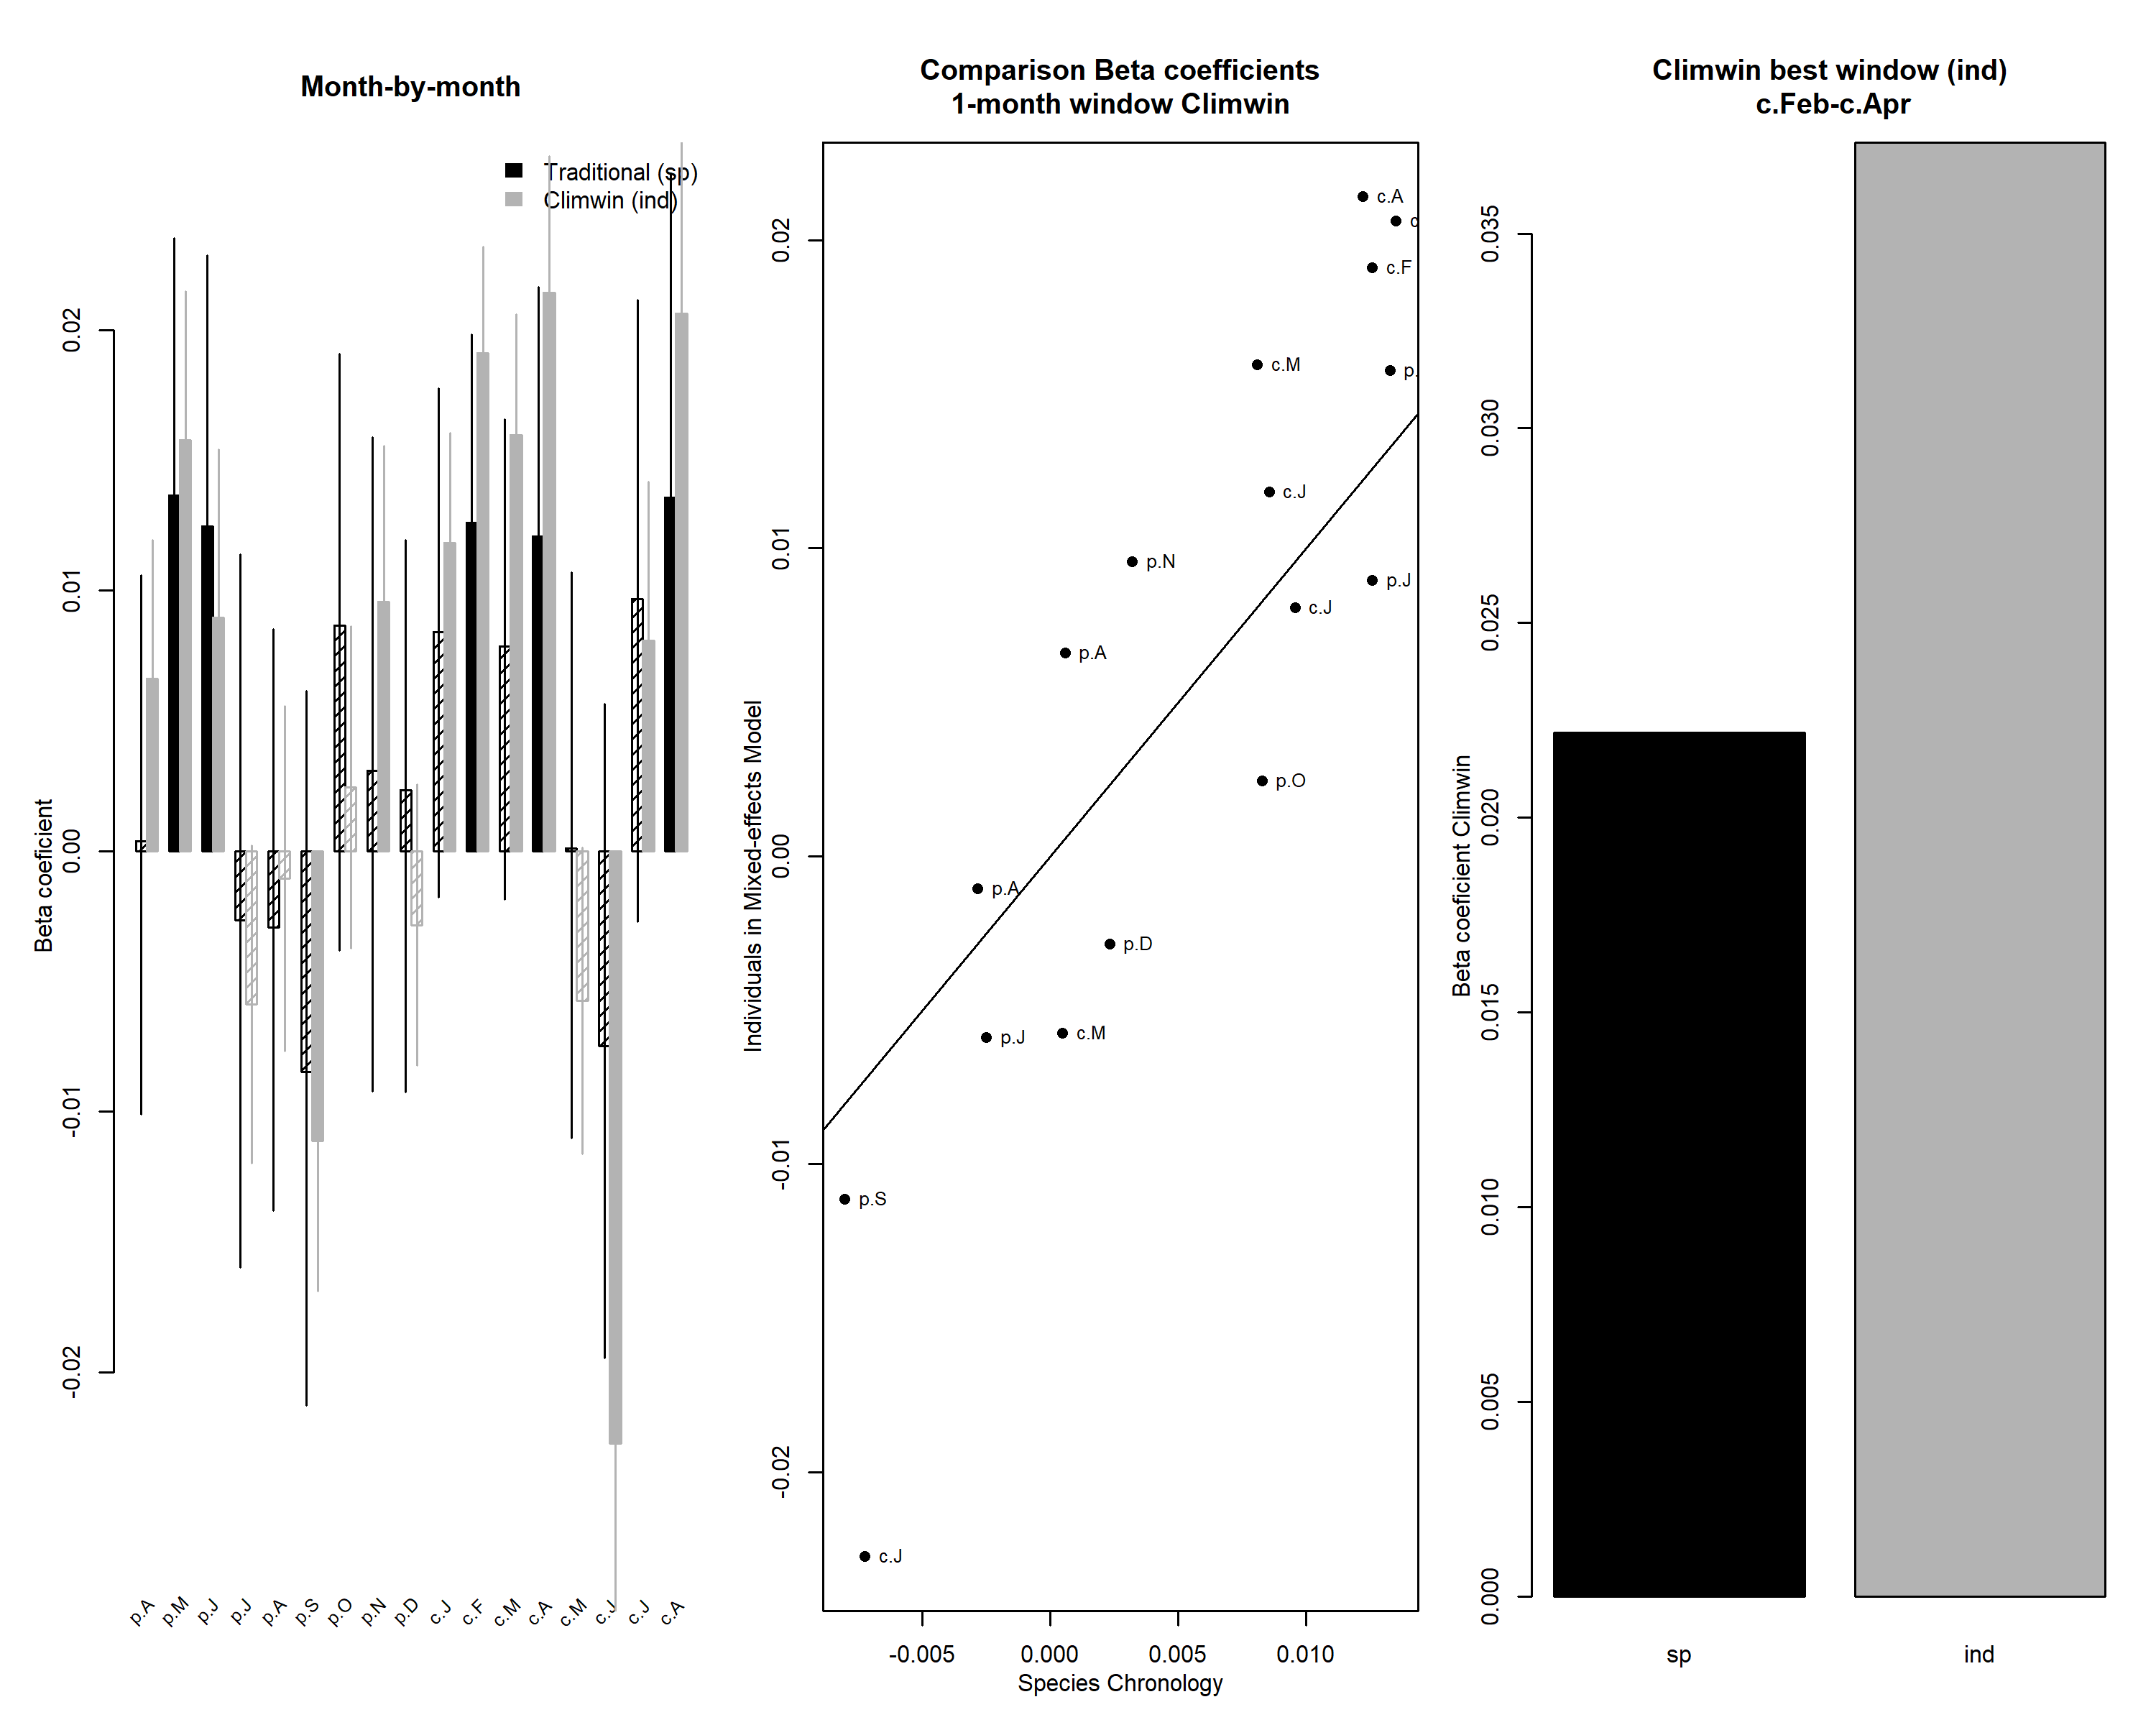 Month-by-month
Traditional (sp)
Climwin (ind)
Beta coeficient
0.02
0.01
0.00
-0.01
-0.02
p.A
p.M
p.J
p.J
p.A
p.S
p.O
p.N
p.D
c.J
c.F
c.M
c.A
c.M
c.J
c.J
c.A
Comparison Beta coefficients
1-month window Climwin
Individuals in Mixed-effects Model
0.02
0.01
0.00
-0.01
-0.02
c.A
c
c.F
c.M
p.
c.J
p.N
p.J
c.J
p.A
p.O
p.A
p.D
p.J
c.M
p.S
c.J
-0.005
0.000
0.005
0.010
Species Chronology
Climwin best window (ind)
c.Feb-c.Apr
Beta coeficient Climwin
0.035
0.030
0.025
0.020
0.015
0.010
0.005
0.000
sp
ind